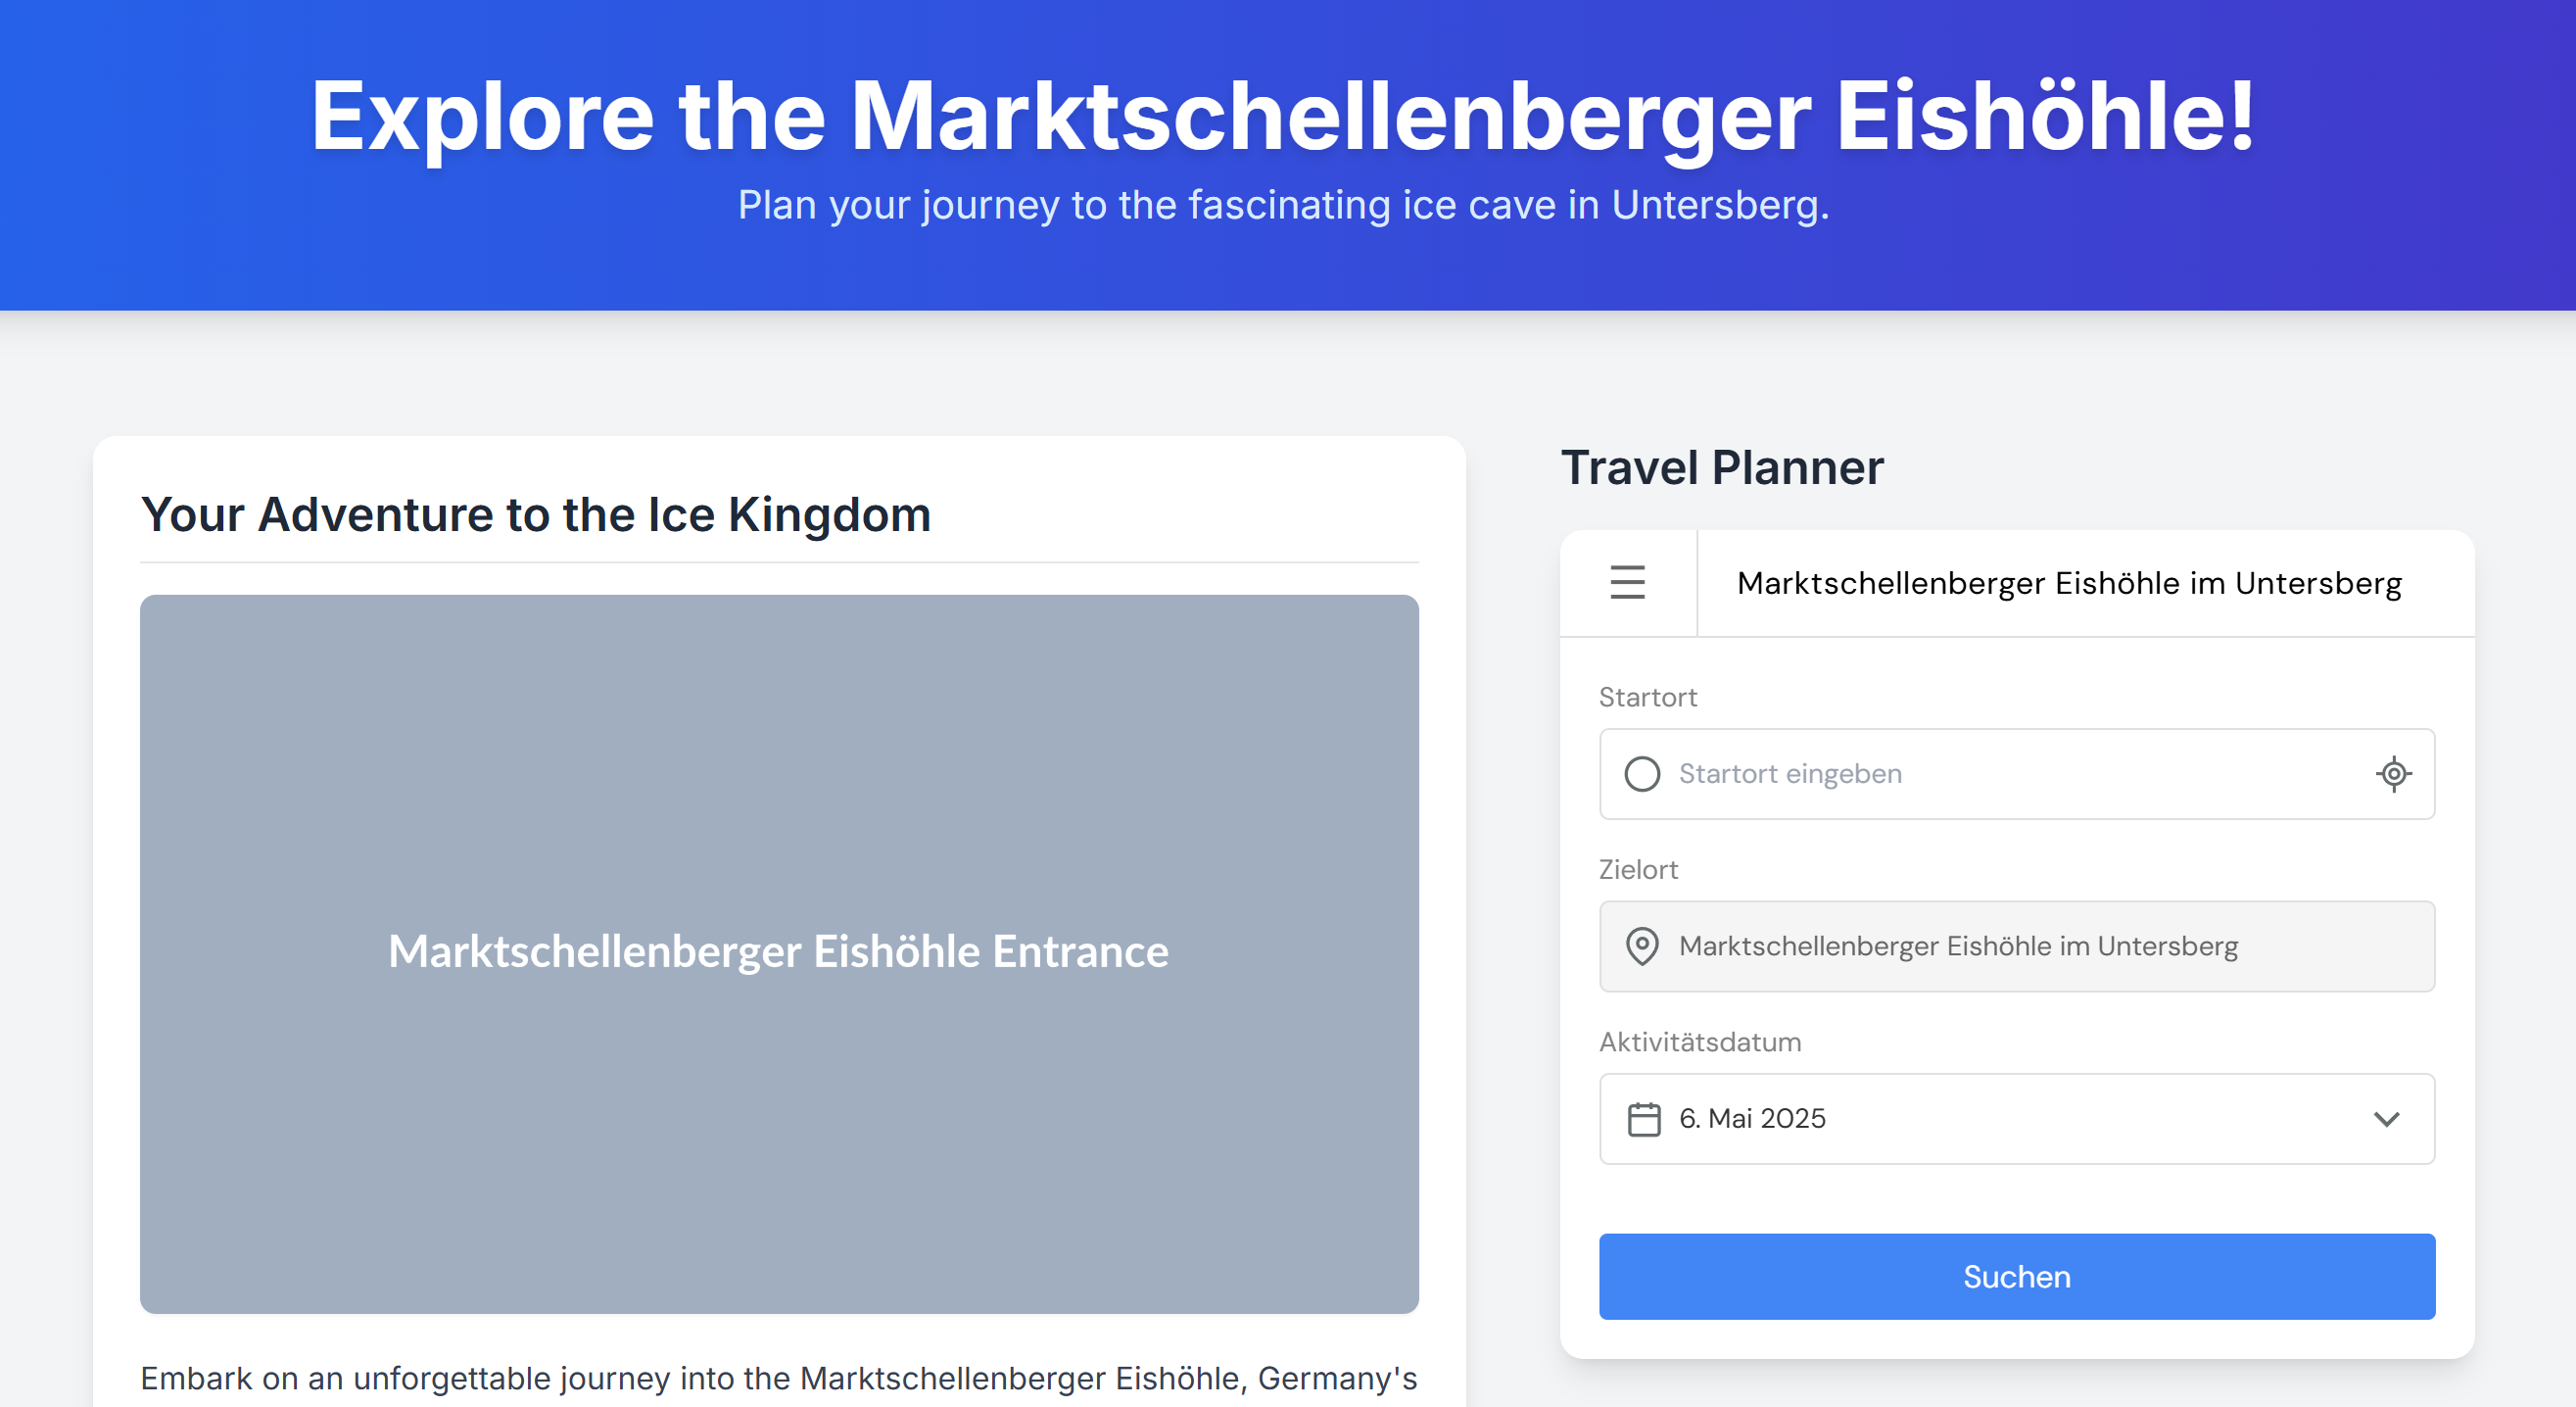 Explore the Marktschellenberger Eishöhle!
Plan your journey to the fascinating ice cave in Untersberg.
Your Adventure to the Ice Kingdom
Marktschellenberger Eishöhle Entrance
Embark on an unforgettable journey into the Marktschellenberger Eishöhle, Germany's
Travel Planner
Marktschellenberger Eishöhle im Untersberg
Startort
Startort eingeben
Zielort
Marktschellenberger Eishöhle im Untersberg
Aktivitätsdatum
6. Mai 2025
Suchen